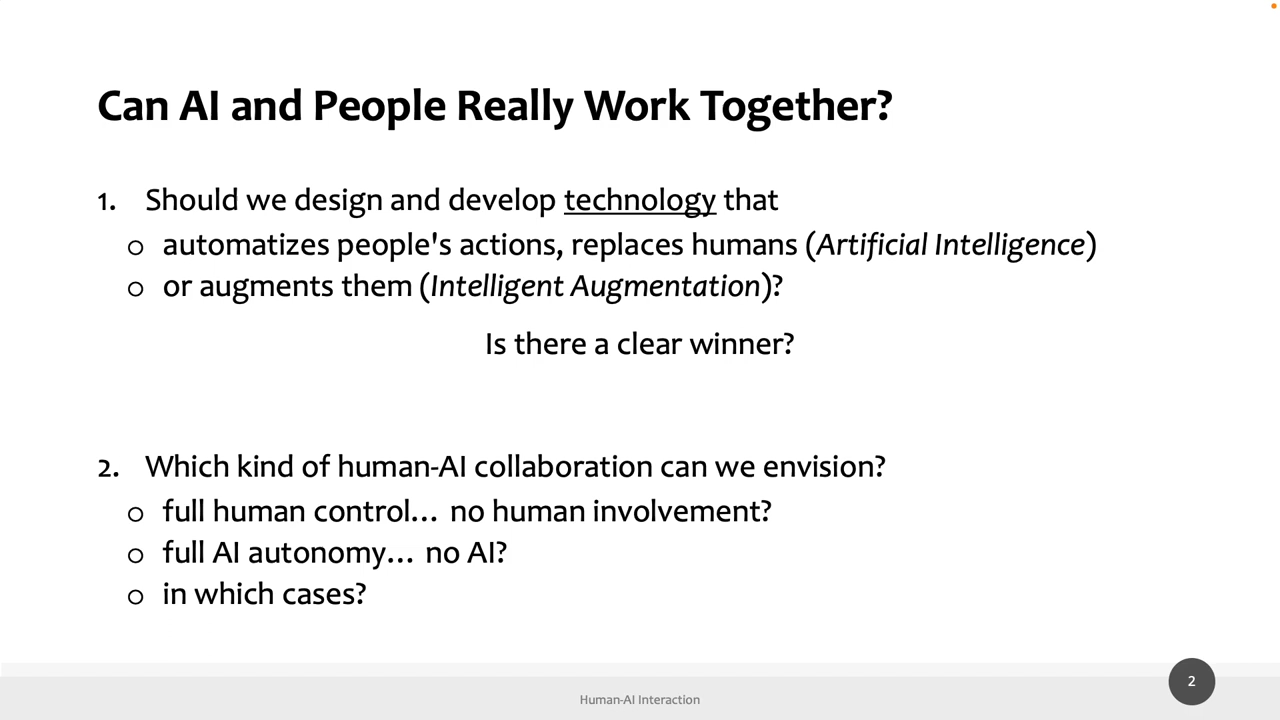 Can AI and People Really Work Together?
1. Should we design and develop technology that
o automatizes people's actions, replaces humans (Artificial Intelligence)
o or augments them (Intelligent Augmentation)?
Is there a clear winner?
2. Which kind of human-AI collaboration can we envision?
o full human control… no human involvement?
o full AI autonomy… no AI?
o in which cases?
Human-AI Interaction
2